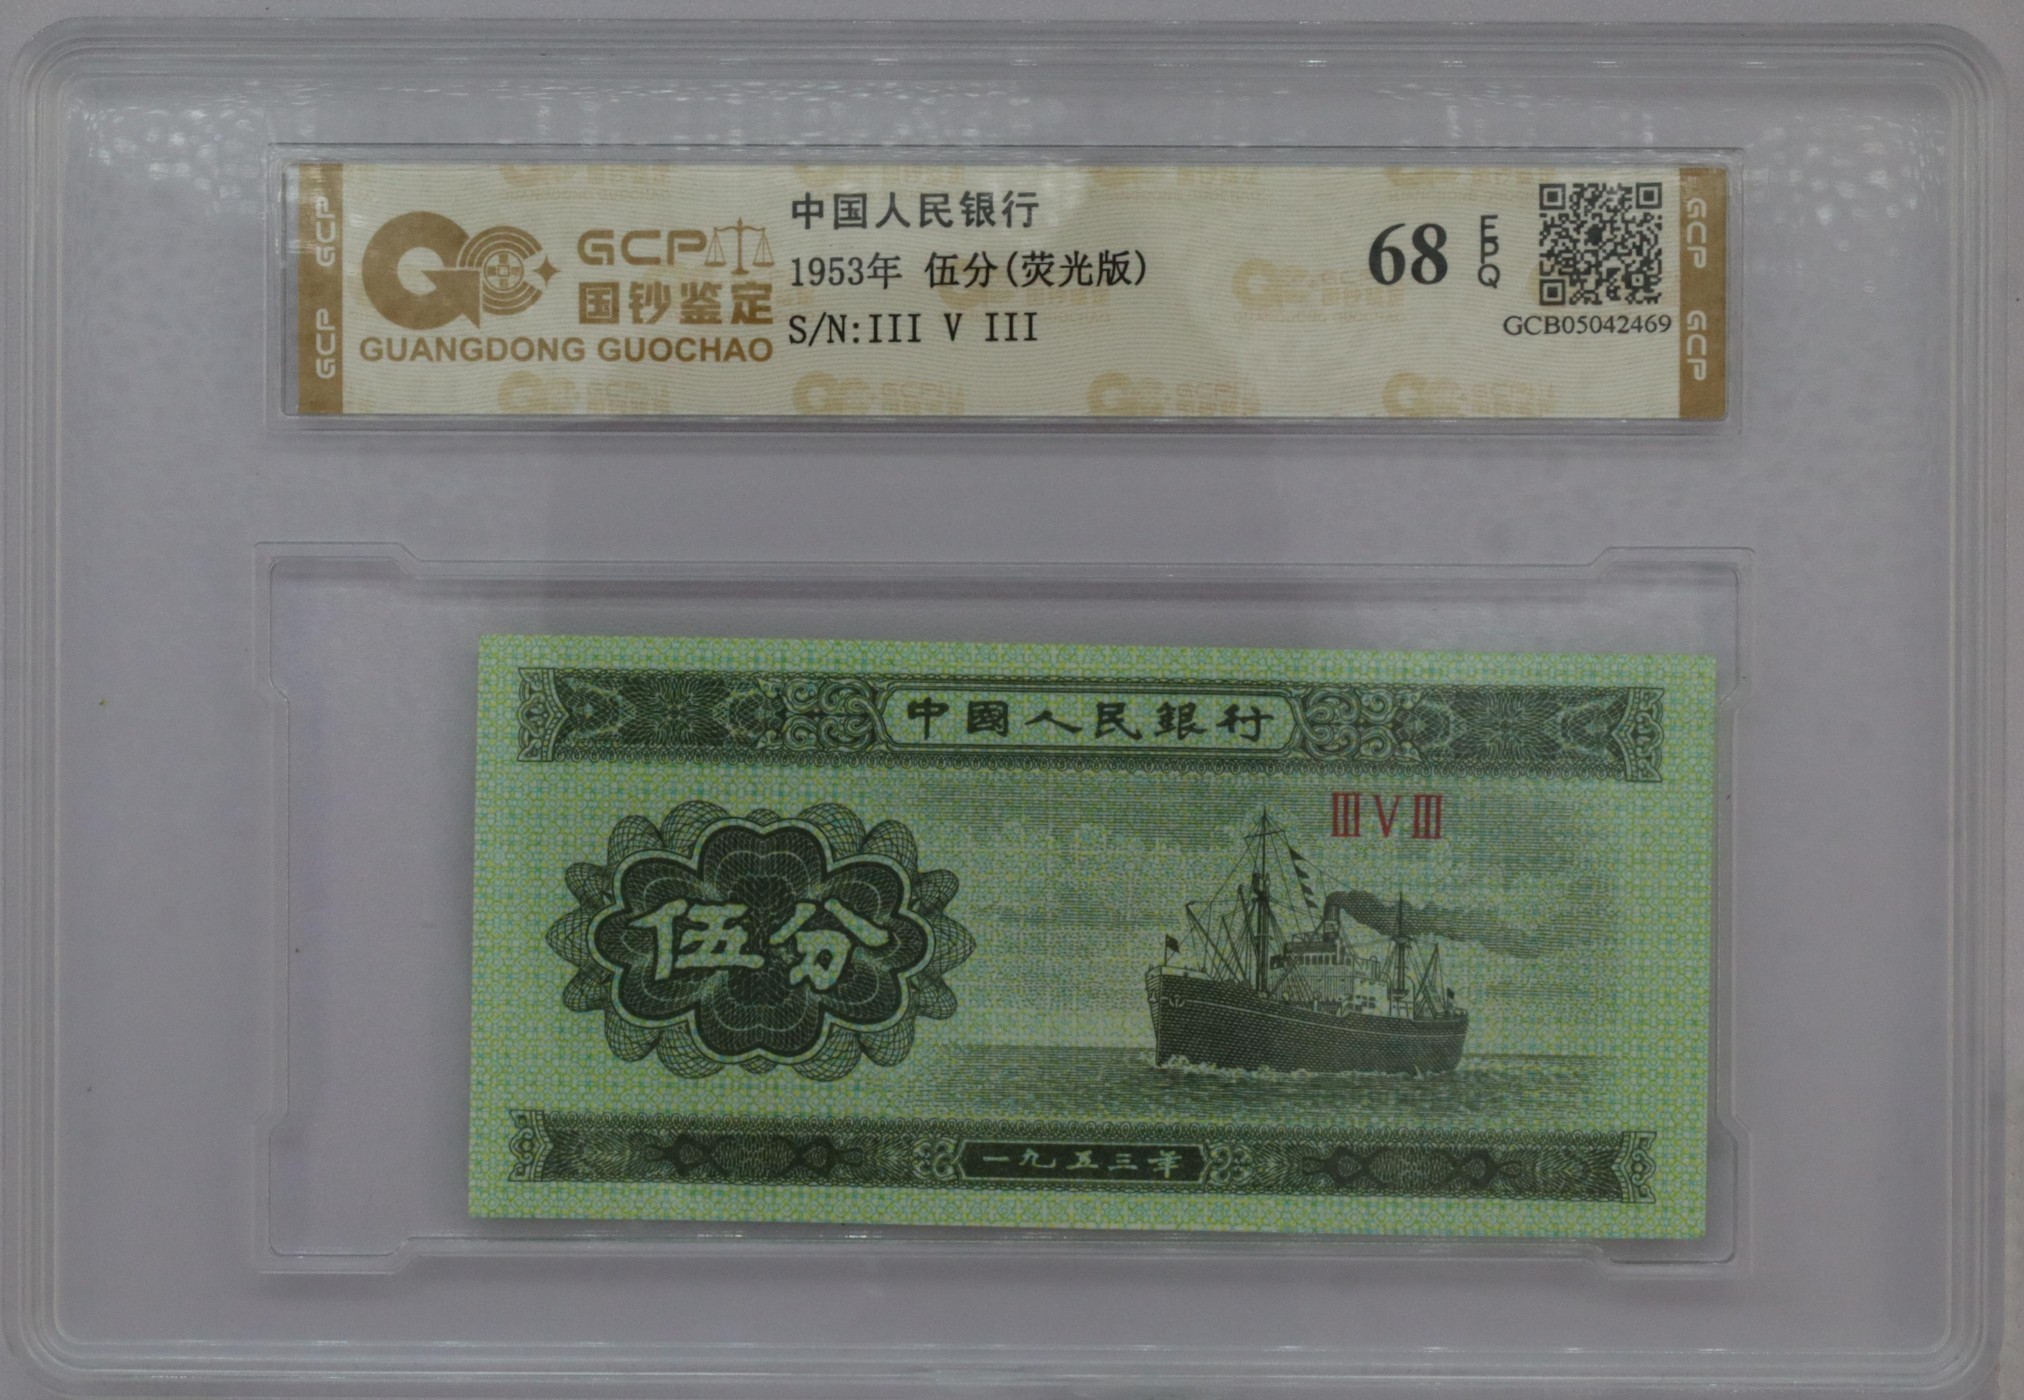 GCP
GCP
GCP
国钞鉴定
GUANGDONG GUOCHAO
中国人民银行
1953年 伍分(荧光版)
S/N:III V III
68 EPQ
GCB05042469
GCP
GCP
中國人民銀行
III V III
伍分
一九五三年